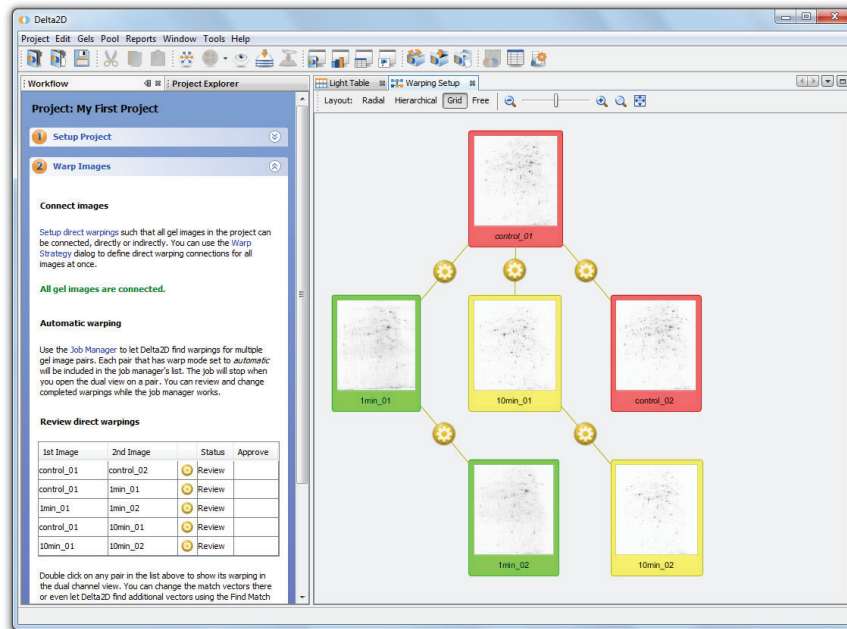 Delta2D
Project Edit Gels Pool Reports Window Tools Help
Workflow
Project Explorer
Light Table
Warping Setup
Layout: Radial Hierarchical Grid Free
Project: My First Project
1 Setup Project
2 Warp Images
Connect images
Setup direct warpings such that all gel images in the project can
be connected, directly or indirectly. You can use the Warp
Strategy dialog to define direct warping connections for all
images at once.
All gel images are connected.
Automatic warping
Use the Job Manager to let Delta2D find warpings for multiple
gel image pairs. Each pair that has warp mode set to automatic
will be included in the job manager's list. The job will stop when
you open the dual view on a pair. You can review and change
completed warpings while the job manager works.
Review direct warpings
1st Image 2nd Image Status Approve
control_01 control_02 Review
control_01 1min_01 Review
1min_01 1min_02 Review
control_01 10min_01 Review
10min_01 10min_02 Review
Double click on any pair in the list above to show its warping in
the dual channel view. You can change the match vectors there
or even let Delta2D find additional vectors using the Find Match
control_01
1min_01
10min_01
control_02
1min_02
10min_02